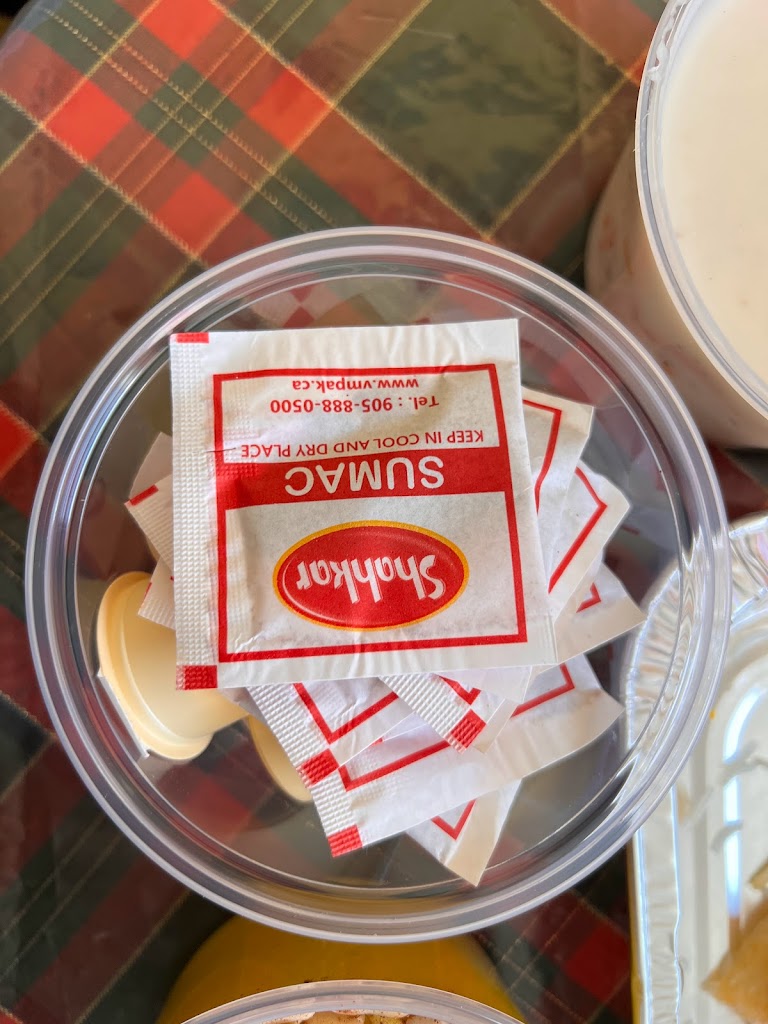 Shahkar
SUMAC
KEEP IN COOL AND DRY PLACE
Tel. : 905-888-0500
www.vmpak.ca